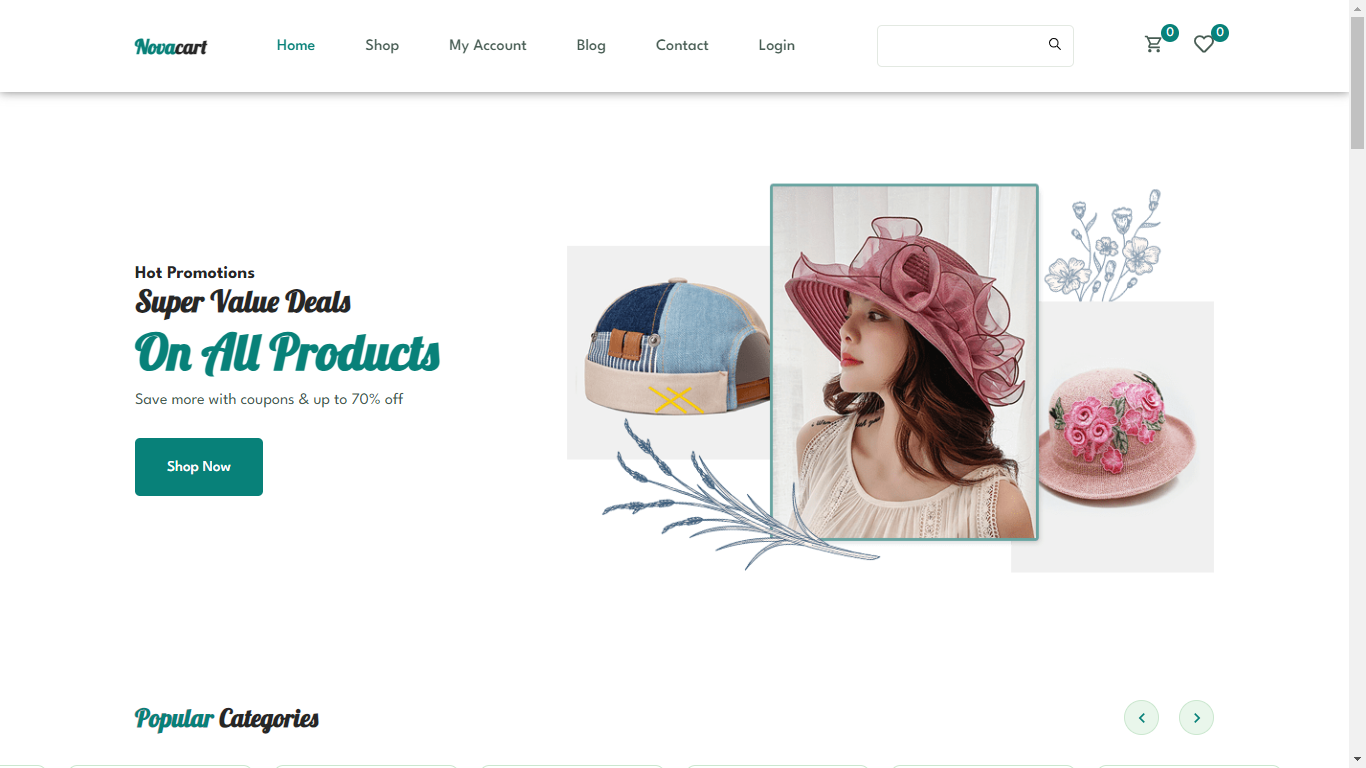 Novacart
Home Shop My Account Blog Contact Login
0
0
Hot Promotions
Super Value Deals
On All Products
Save more with coupons & up to 70% off
Shop Now
Popular Categories